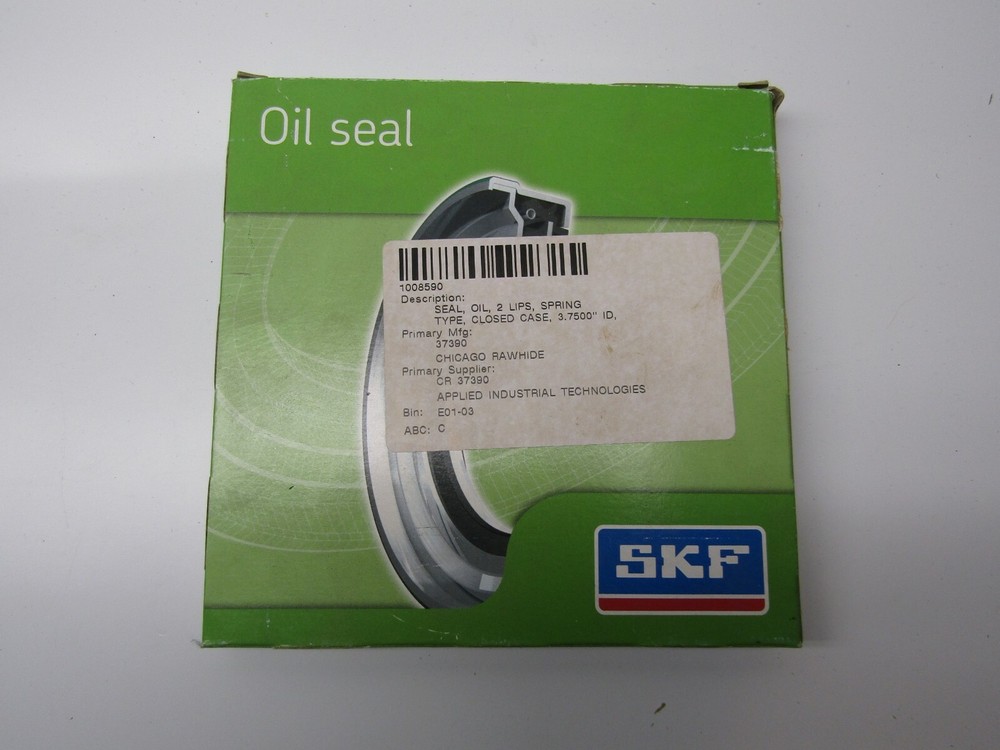 Oil seal
1008590
Description:
SEAL, OIL, 2 LIPS, SPRING
TYPE, CLOSED CASE, 3.7500" ID,
Primary Mfg:
37390
CHICAGO RAWHIDE
Primary Supplier:
CR 37390
APPLIED INDUSTRIAL TECHNOLOGIES
Bin: E01-03
ABC: C
SKF